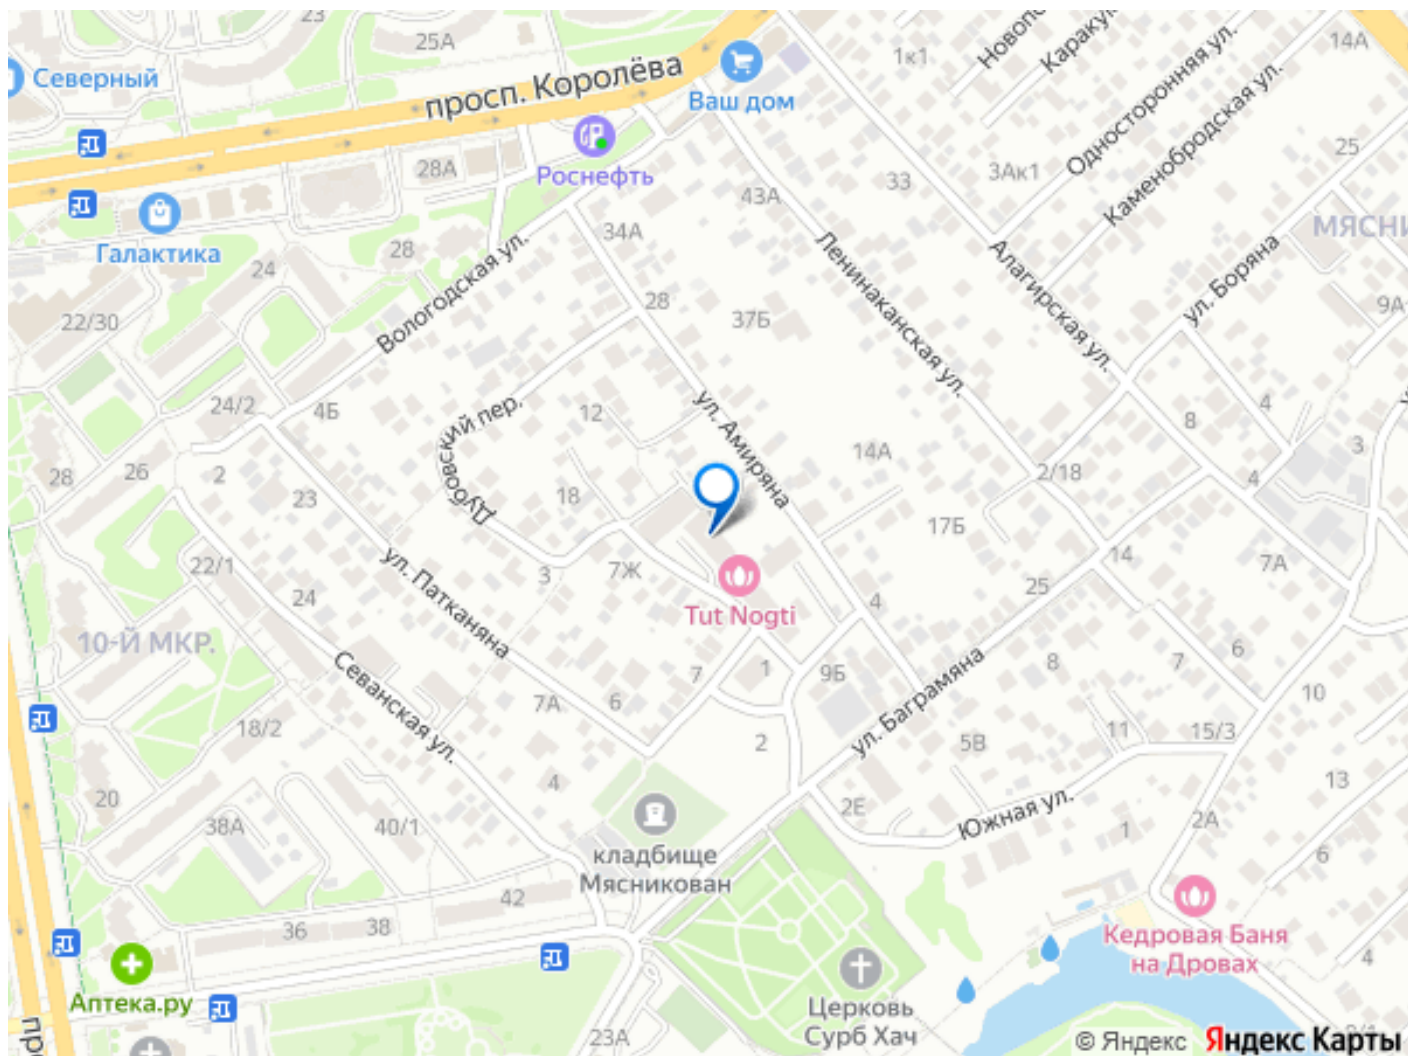 25А
1к1
14А
Северный
просп. Королёва
Ваш дом
Односторонняя ул.
Каменобродская ул.
Роснефть
28А
43А
33
3Ак1
25
МЯСНИ
Галактика
24
28
34А
Вологодская ул.
Ленинаканская ул.
Алагирская ул.
ул. Боряна
22/30
28
37Б
9А
24/2
4Б
Дубовский пер.
12
ул. Амиряна
8
4
3
28
26
2
23
18
14А
2/18
4
17Б
14
7А
22/1
24
ул. Патканяна
3
7Ж
Tut Nogti
4
25
10-Й МКР.
Севанская ул.
7А
6
7
1
9Б
ул. Баграмяна
8
7
6
10
18/2
2
5В
11
15/3
4
13
20
38А
40/1
кладбище
Мясникован
2Е
Южная ул.
1
2А
6
42
36
38
Кедровая Баня
на Дровах
4
Аптека.ру
Церковь
Сурб Хач
23А
© Яндекс Яндекс Карты